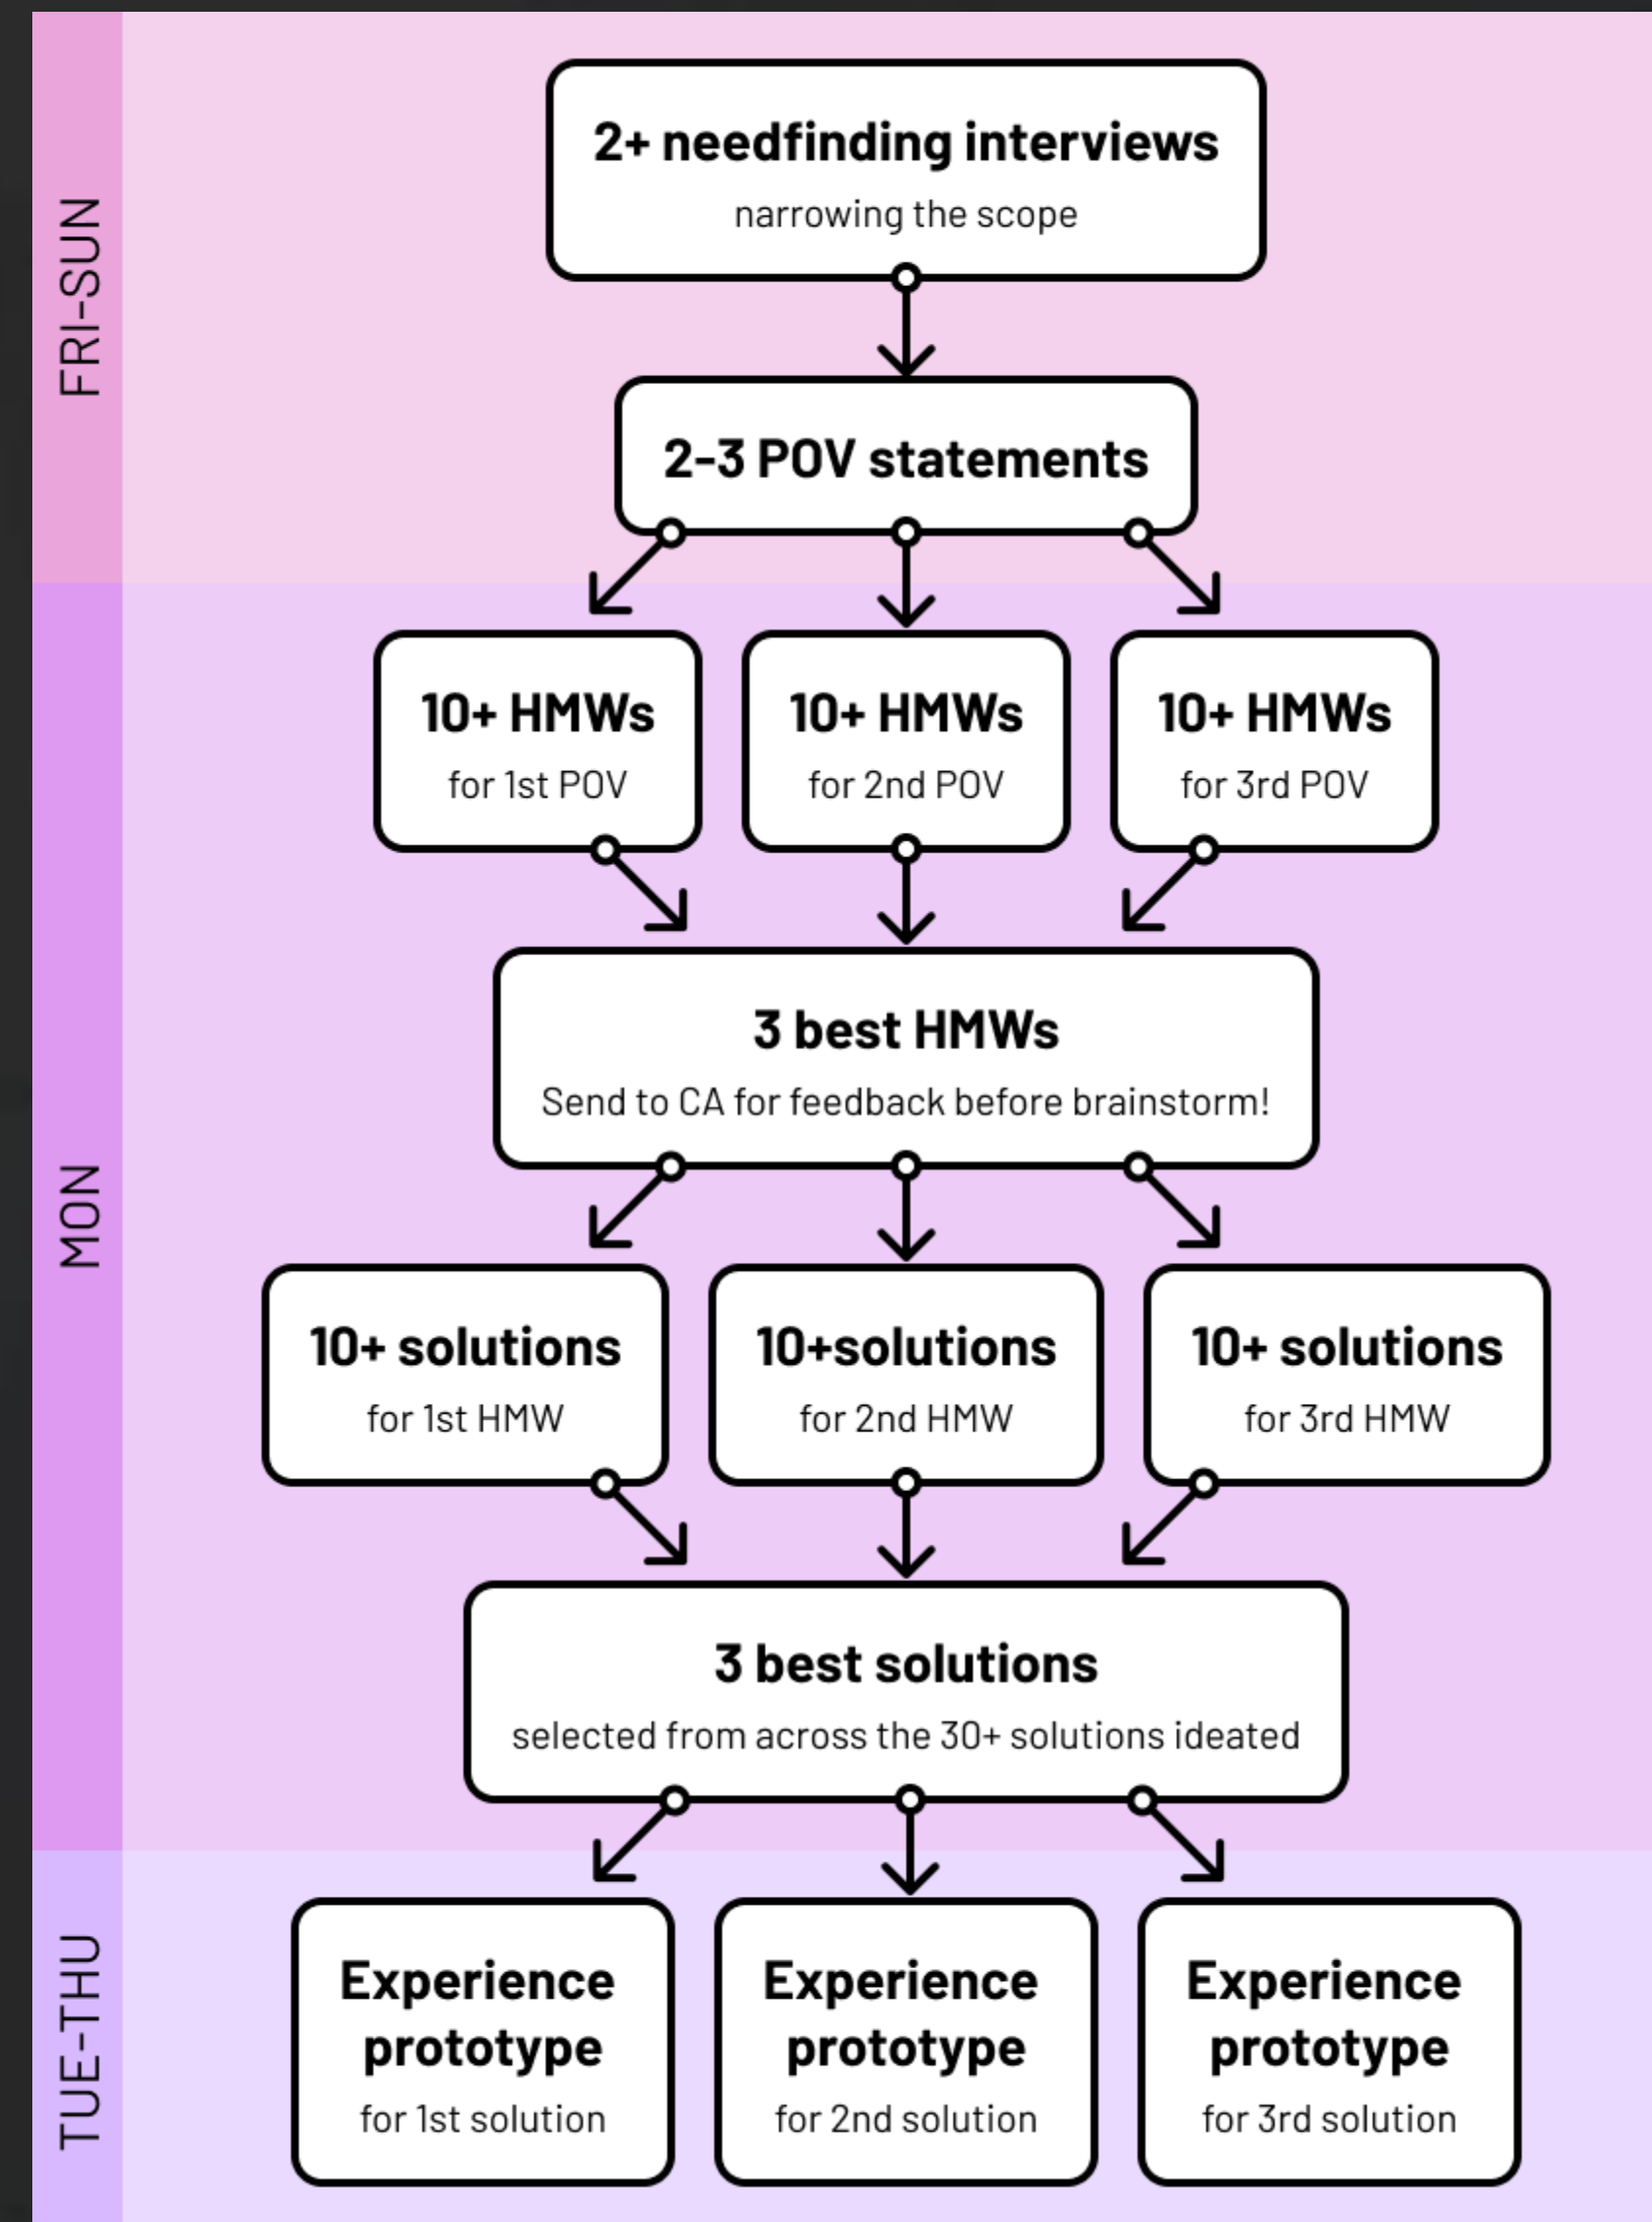 FRI-SUN
2+ needfinding interviews
narrowing the scope
2-3 POV statements
MON
10+ HMWs
for 1st POV
10+ HMWs
for 2nd POV
10+ HMWs
for 3rd POV
3 best HMWs
Send to CA for feedback before brainstorm!
10+ solutions
for 1st HMW
10+solutions
for 2nd HMW
10+ solutions
for 3rd HMW
3 best solutions
selected from across the 30+ solutions ideated
TUE-THU
Experience
prototype
for 1st solution
Experience
prototype
for 2nd solution
Experience
prototype
for 3rd solution